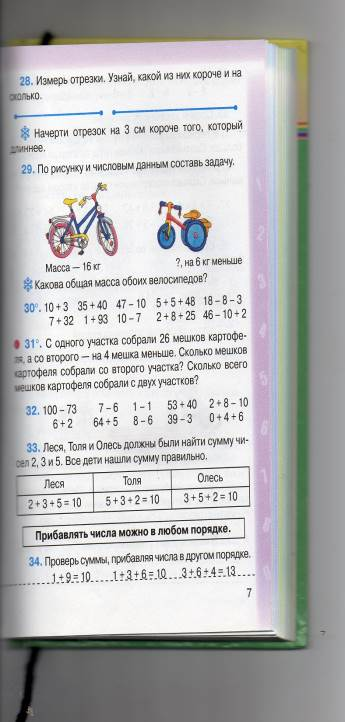 28. Измерь отрезки. Узнай, какой из них короче и на
сколько.
Начерти отрезок на 3 см короче того, который
длиннее.
29. По рисунку и числовым данным составь задачу.
Масса — 16 кг ?, на 6 кг меньше
Какова общая масса обоих велосипедов?
30°. 10 + 3 35 + 40 47 – 10 5 + 5 + 48 18 – 8 – 3
7 + 32 1 + 93 10 – 7 2 + 8 + 25 46 – 10 + 2
31°. С одного участка собрали 26 мешков картофе-
ля, а со второго — на 4 мешка меньше. Сколько мешков
картофеля собрали со второго участка? Сколько всего
мешков картофеля собрали с двух участков?
32. 100 – 73 7 – 6 1 – 1 53 + 40 2 + 8 – 10
6 + 2 64 + 5 8 – 6 39 – 3 0 + 4 + 6
33. Леся, Толя и Олесь должны были найти сумму чи-
сел 2, 3 и 5. Все дети нашли сумму правильно.
Леся Толя Олесь
2 + 3 + 5 = 10 5 + 3 + 2 = 10 3 + 5 + 2 = 10
Прибавлять числа можно в любом порядке.
34. Проверь суммы, прибавляя числа в другом порядке.
1 + 9 = 10 1 + 3 + 6 = 10 3 + 6 + 4 = 13
7